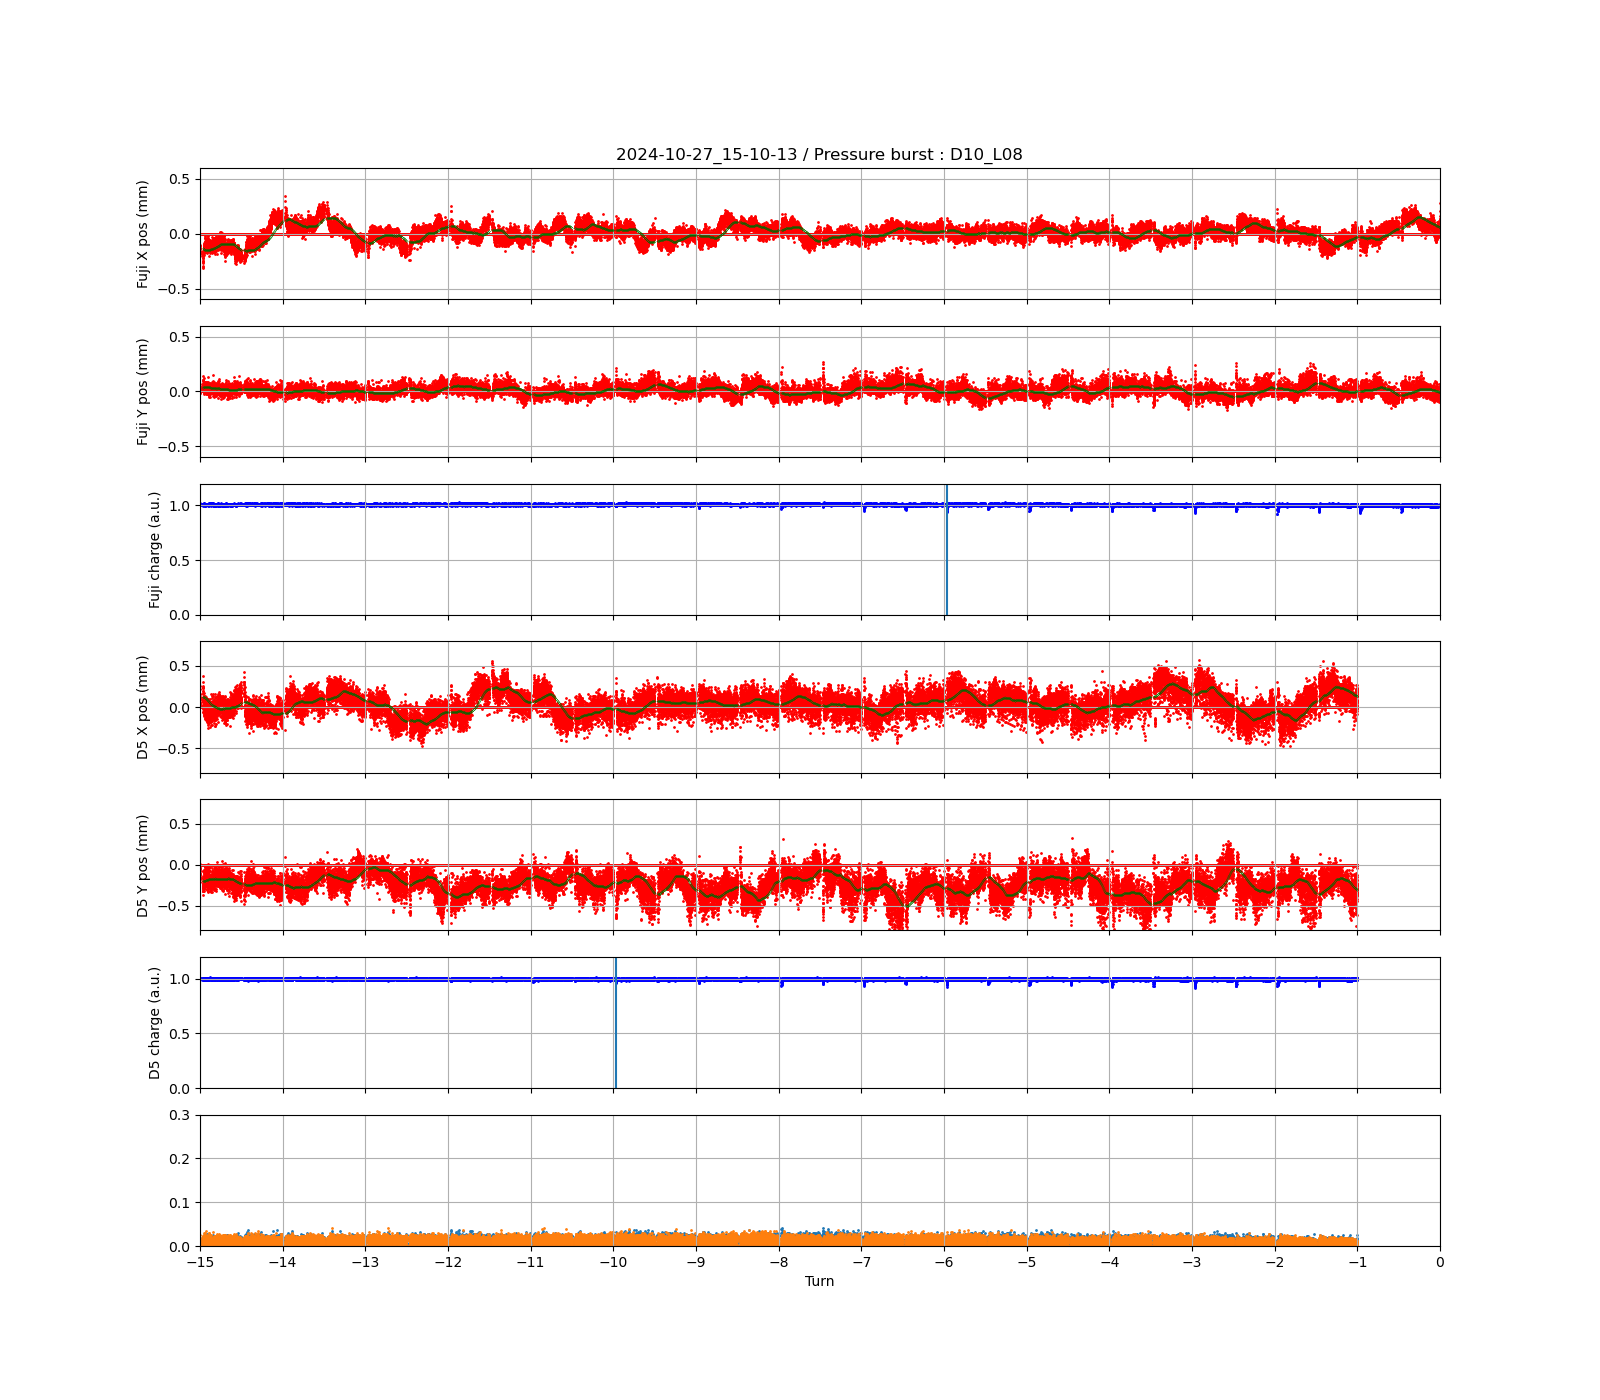 2024-10-27_15-10-13 / Pressure burst : D10_L08
Fuji X pos (mm)
0.5
0.0
−0.5
Fuji Y pos (mm)
0.5
0.0
−0.5
Fuji charge (a.u.)
1.0
0.5
0.0
D5 X pos (mm)
0.5
0.0
−0.5
D5 Y pos (mm)
0.5
0.0
−0.5
D5 charge (a.u.)
1.0
0.5
0.0
0.3
0.2
0.1
0.0
−15 −14 −13 −12 −11 −10 −9 −8 −7 −6 −5 −4 −3 −2 −1 0
Turn